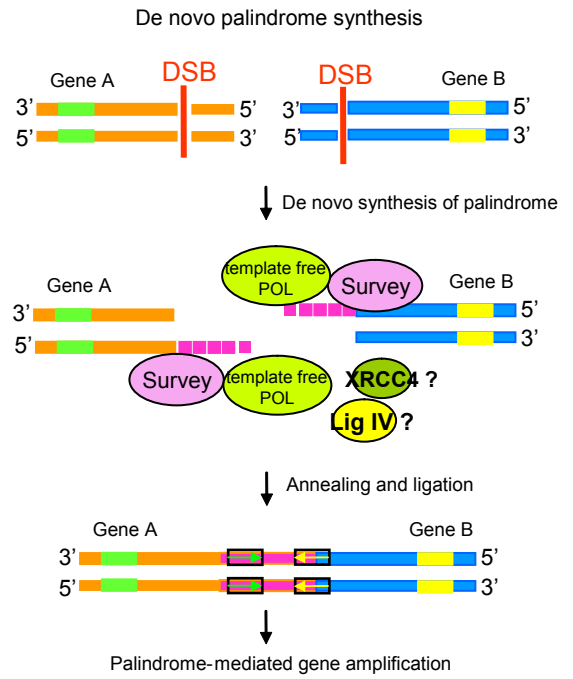 De novo palindrome synthesis
Gene A
DSB
DSB
Gene B
3’ 5’ 3’ 5’
5’ 3’ 5’ 3’
De novo synthesis of palindrome
template free
POL
Survey
Gene A
Gene B
3’ 5’
5’ 3’
Survey
template free
POL
XRCC4 ?
Lig IV ?
Annealing and ligation
Gene A
Gene B
3’ 5’
5’ 3’
Palindrome-mediated gene amplification